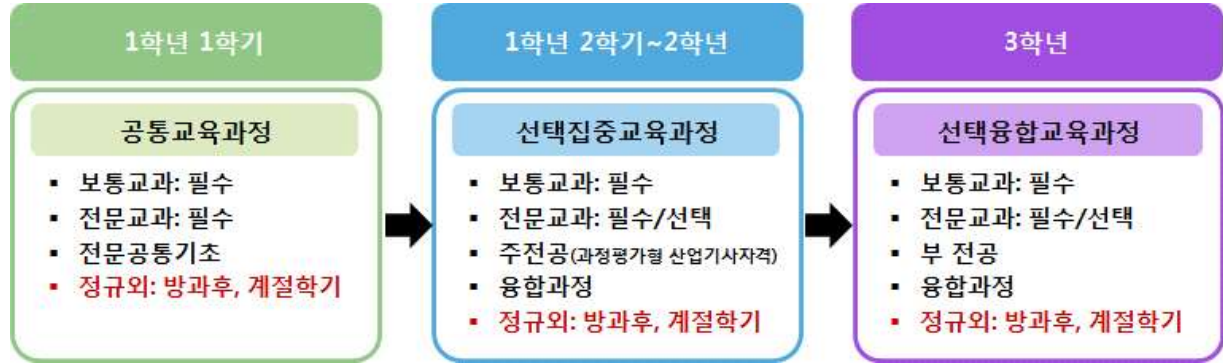 1학년 1학기
공통교육과정
▪ 보통교과: 필수
▪ 전문교과: 필수
▪ 전문공통기초
▪ 정규외: 방과후, 계절학기
1학년 2학기~2학년
선택집중교육과정
▪ 보통교과: 필수
▪ 전문교과: 필수/선택
▪ 주전공(과정평가형 산업기사자격)
▪ 융합과정
▪ 정규외: 방과후, 계절학기
3학년
선택융합교육과정
▪ 보통교과: 필수
▪ 전문교과: 필수/선택
▪ 부 전공
▪ 융합과정
▪ 정규외: 방과후, 계절학기